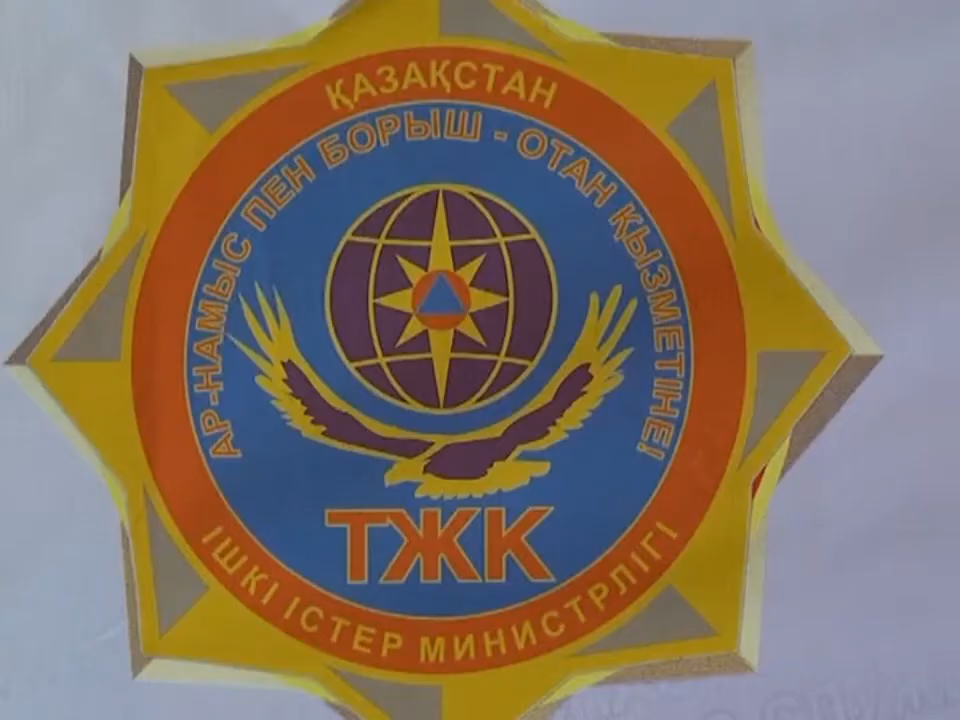 ҚАЗАҚСТАН
АР-НАМЫС ПЕН БОРЫШ - ОТАН ҚЫЗМЕТІНЕ!
ТЖК
ІШКІ ІСТЕР МИНИСТРЛІГІ